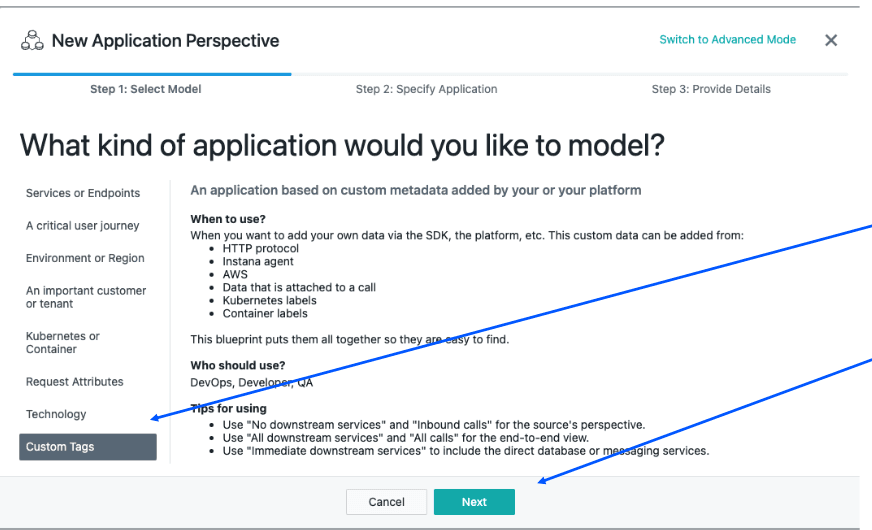 New Application Perspective
Switch to Advanced Mode
Step 1: Select Model
Step 2: Specify Application
Step 3: Provide Details
What kind of application would you like to model?
Services or Endpoints
A critical user journey
Environment or Region
An important customer
or tenant
Kubernetes or
Container
Request Attributes
Technology
Custom Tags
An application based on custom metadata added by your or your platform
When to use?
When you want to add your own data via the SDK, the platform, etc. This custom data can be added from:
• HTTP protocol
• Instana agent
• AWS
• Data that is attached to a call
• Kubernetes labels
• Container labels
This blueprint puts them all together so they are easy to find.
Who should use?
DevOps, Developer, QA
Tips for using
• Use "No downstream services" and "Inbound calls" for the source's perspective.
• Use "All downstream services" and "All calls" for the end-to-end view.
• Use "Immediate downstream services" to include the direct database or messaging services.
Cancel
Next